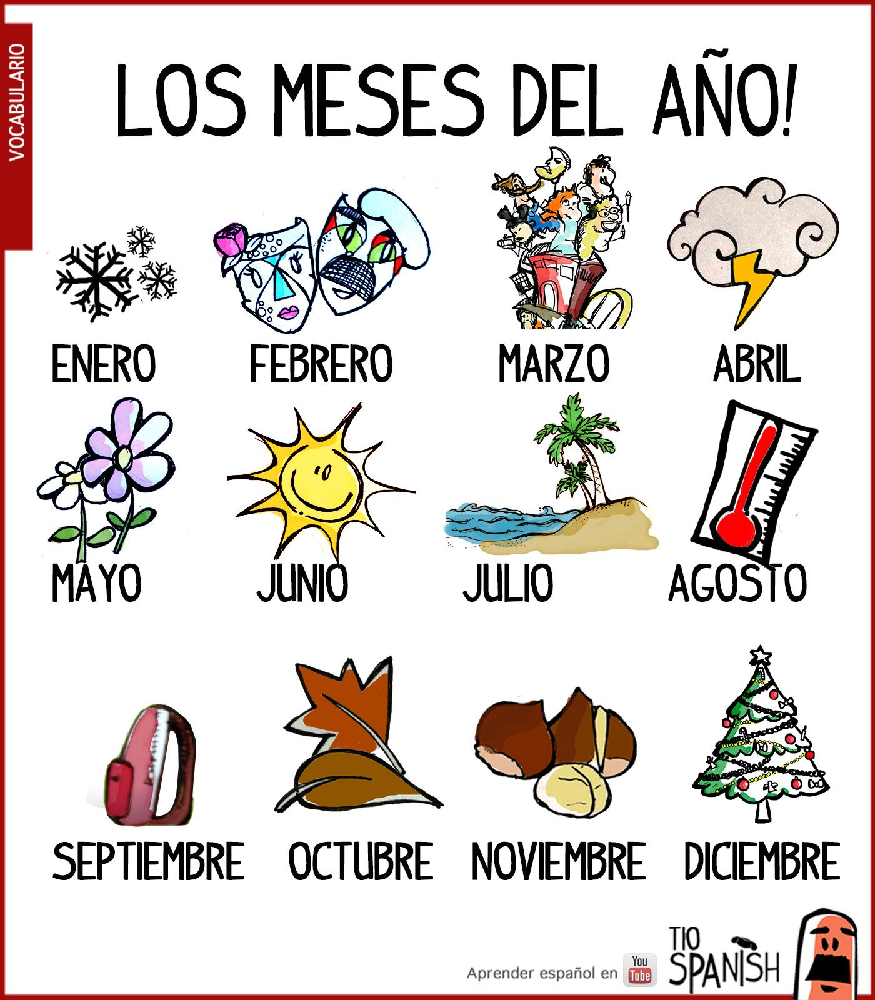 VOCABULARIO
LOS MESES DEL AÑO!
ENERO FEBRERO MARZO ABRIL
MAYO JUNIO JULIO AGOSTO
SEPTIEMBRE OCTUBRE NOVIEMBRE DICIEMBRE
Aprender español en You Tube
TIO
SPANISH